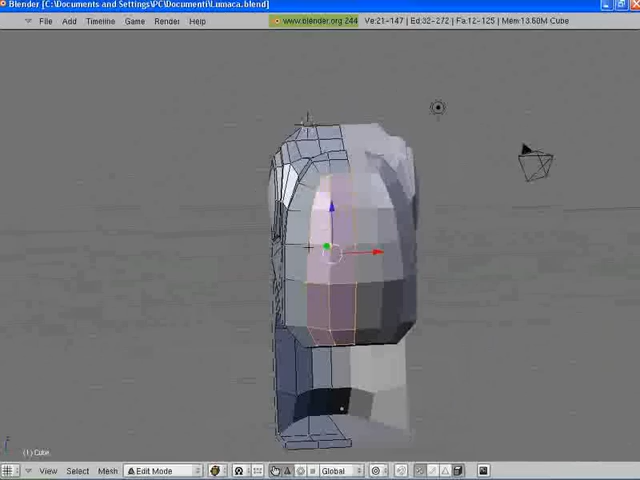 Blender [C:\Documents and Settings\PC\Documenti\Lumaca.blend]
File Add Timeline Game Render Help www.blender.org 244 Ve:21-147 | Ed:32-272 | Fa:12-125 | Mem:13.60M Cube
(1) Cube
View Select Mesh Edit Mode Global